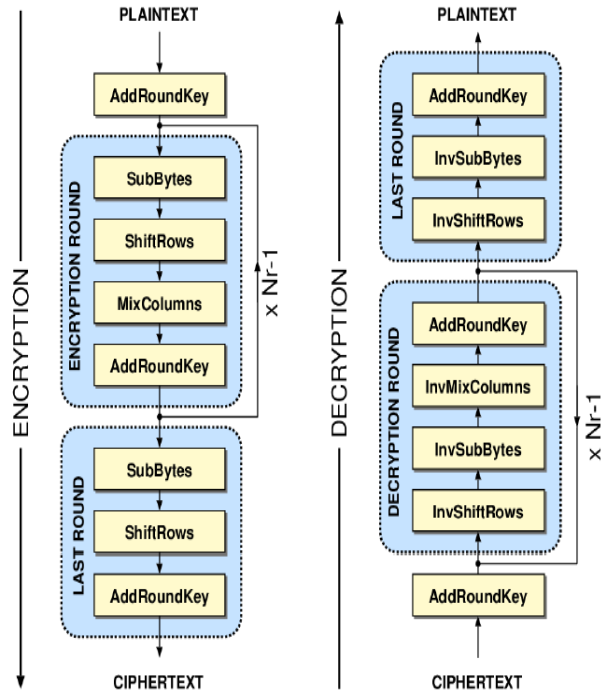 PLAINTEXT
AddRoundKey
SubBytes
ShiftRows
MixColumns
AddRoundKey
ENCRYPTION ROUND
x Nr-1
SubBytes
ShiftRows
AddRoundKey
LAST ROUND
CIPHERTEXT
ENCRYPTION
PLAINTEXT
AddRoundKey
InvSubBytes
InvShiftRows
LAST ROUND
AddRoundKey
InvMixColumns
InvSubBytes
InvShiftRows
DECRYPTION ROUND
x Nr-1
AddRoundKey
CIPHERTEXT
DECRYPTION